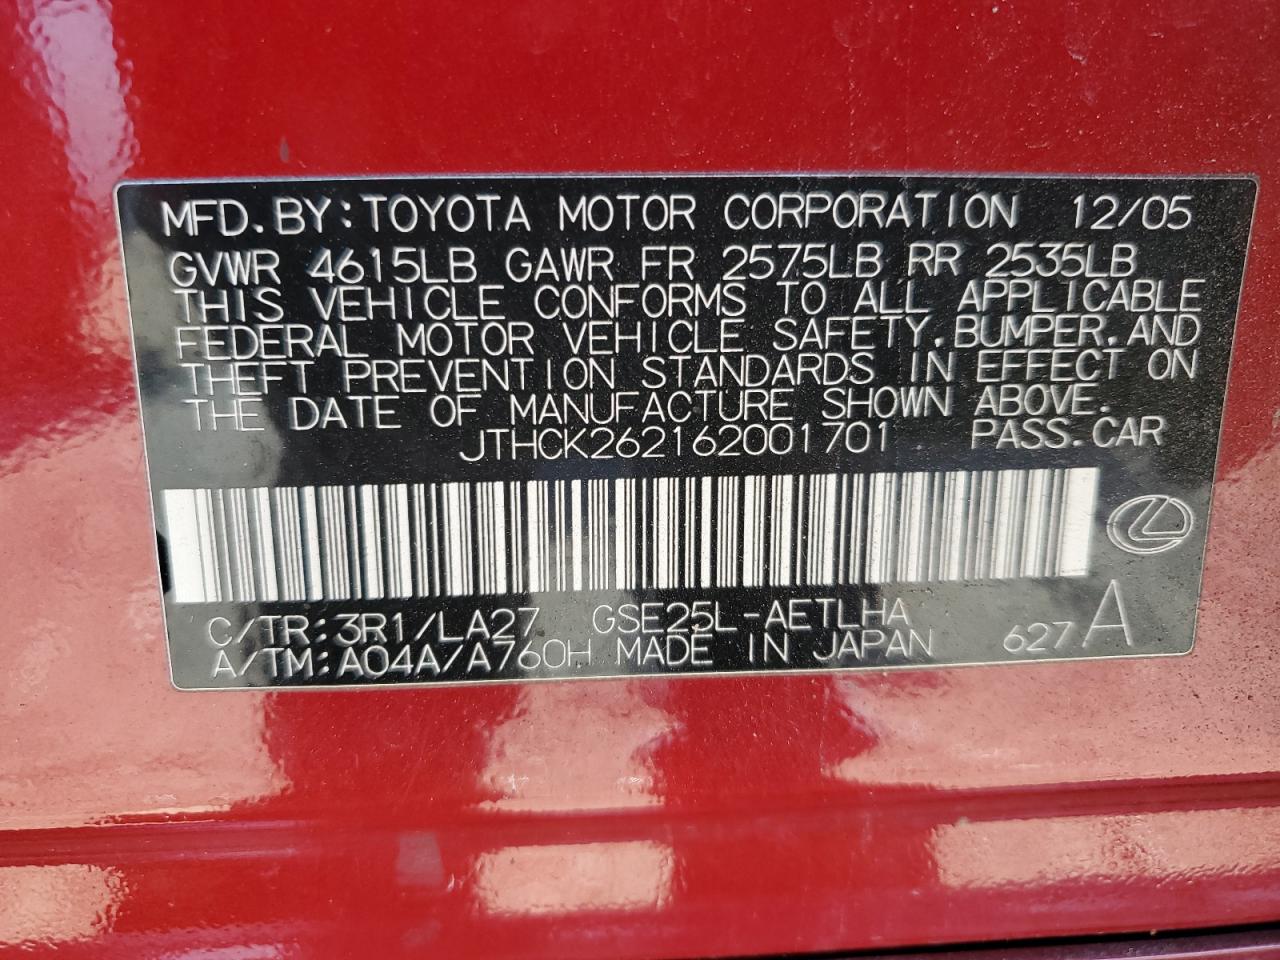 MFD.BY:TOYOTA MOTOR CORPORATION 12/05
GVWR 4615LB GAWR FR 2575LB RR 2535LB
THIS VEHICLE CONFORMS TO ALL APPLICABLE
FEDERAL MOTOR VEHICLE SAFETY.BUMPER.AND
THEFT PREVENTION STANDARDS IN EFFECT ON
THE DATE OF MANUFACTURE SHOWN ABOVE.
JTHCK262162001701 PASS.CAR
C/TR:3R1/LA27 GSE25L-AETLHA
A/TM:A04A/A760H MADE IN JAPAN 627 A